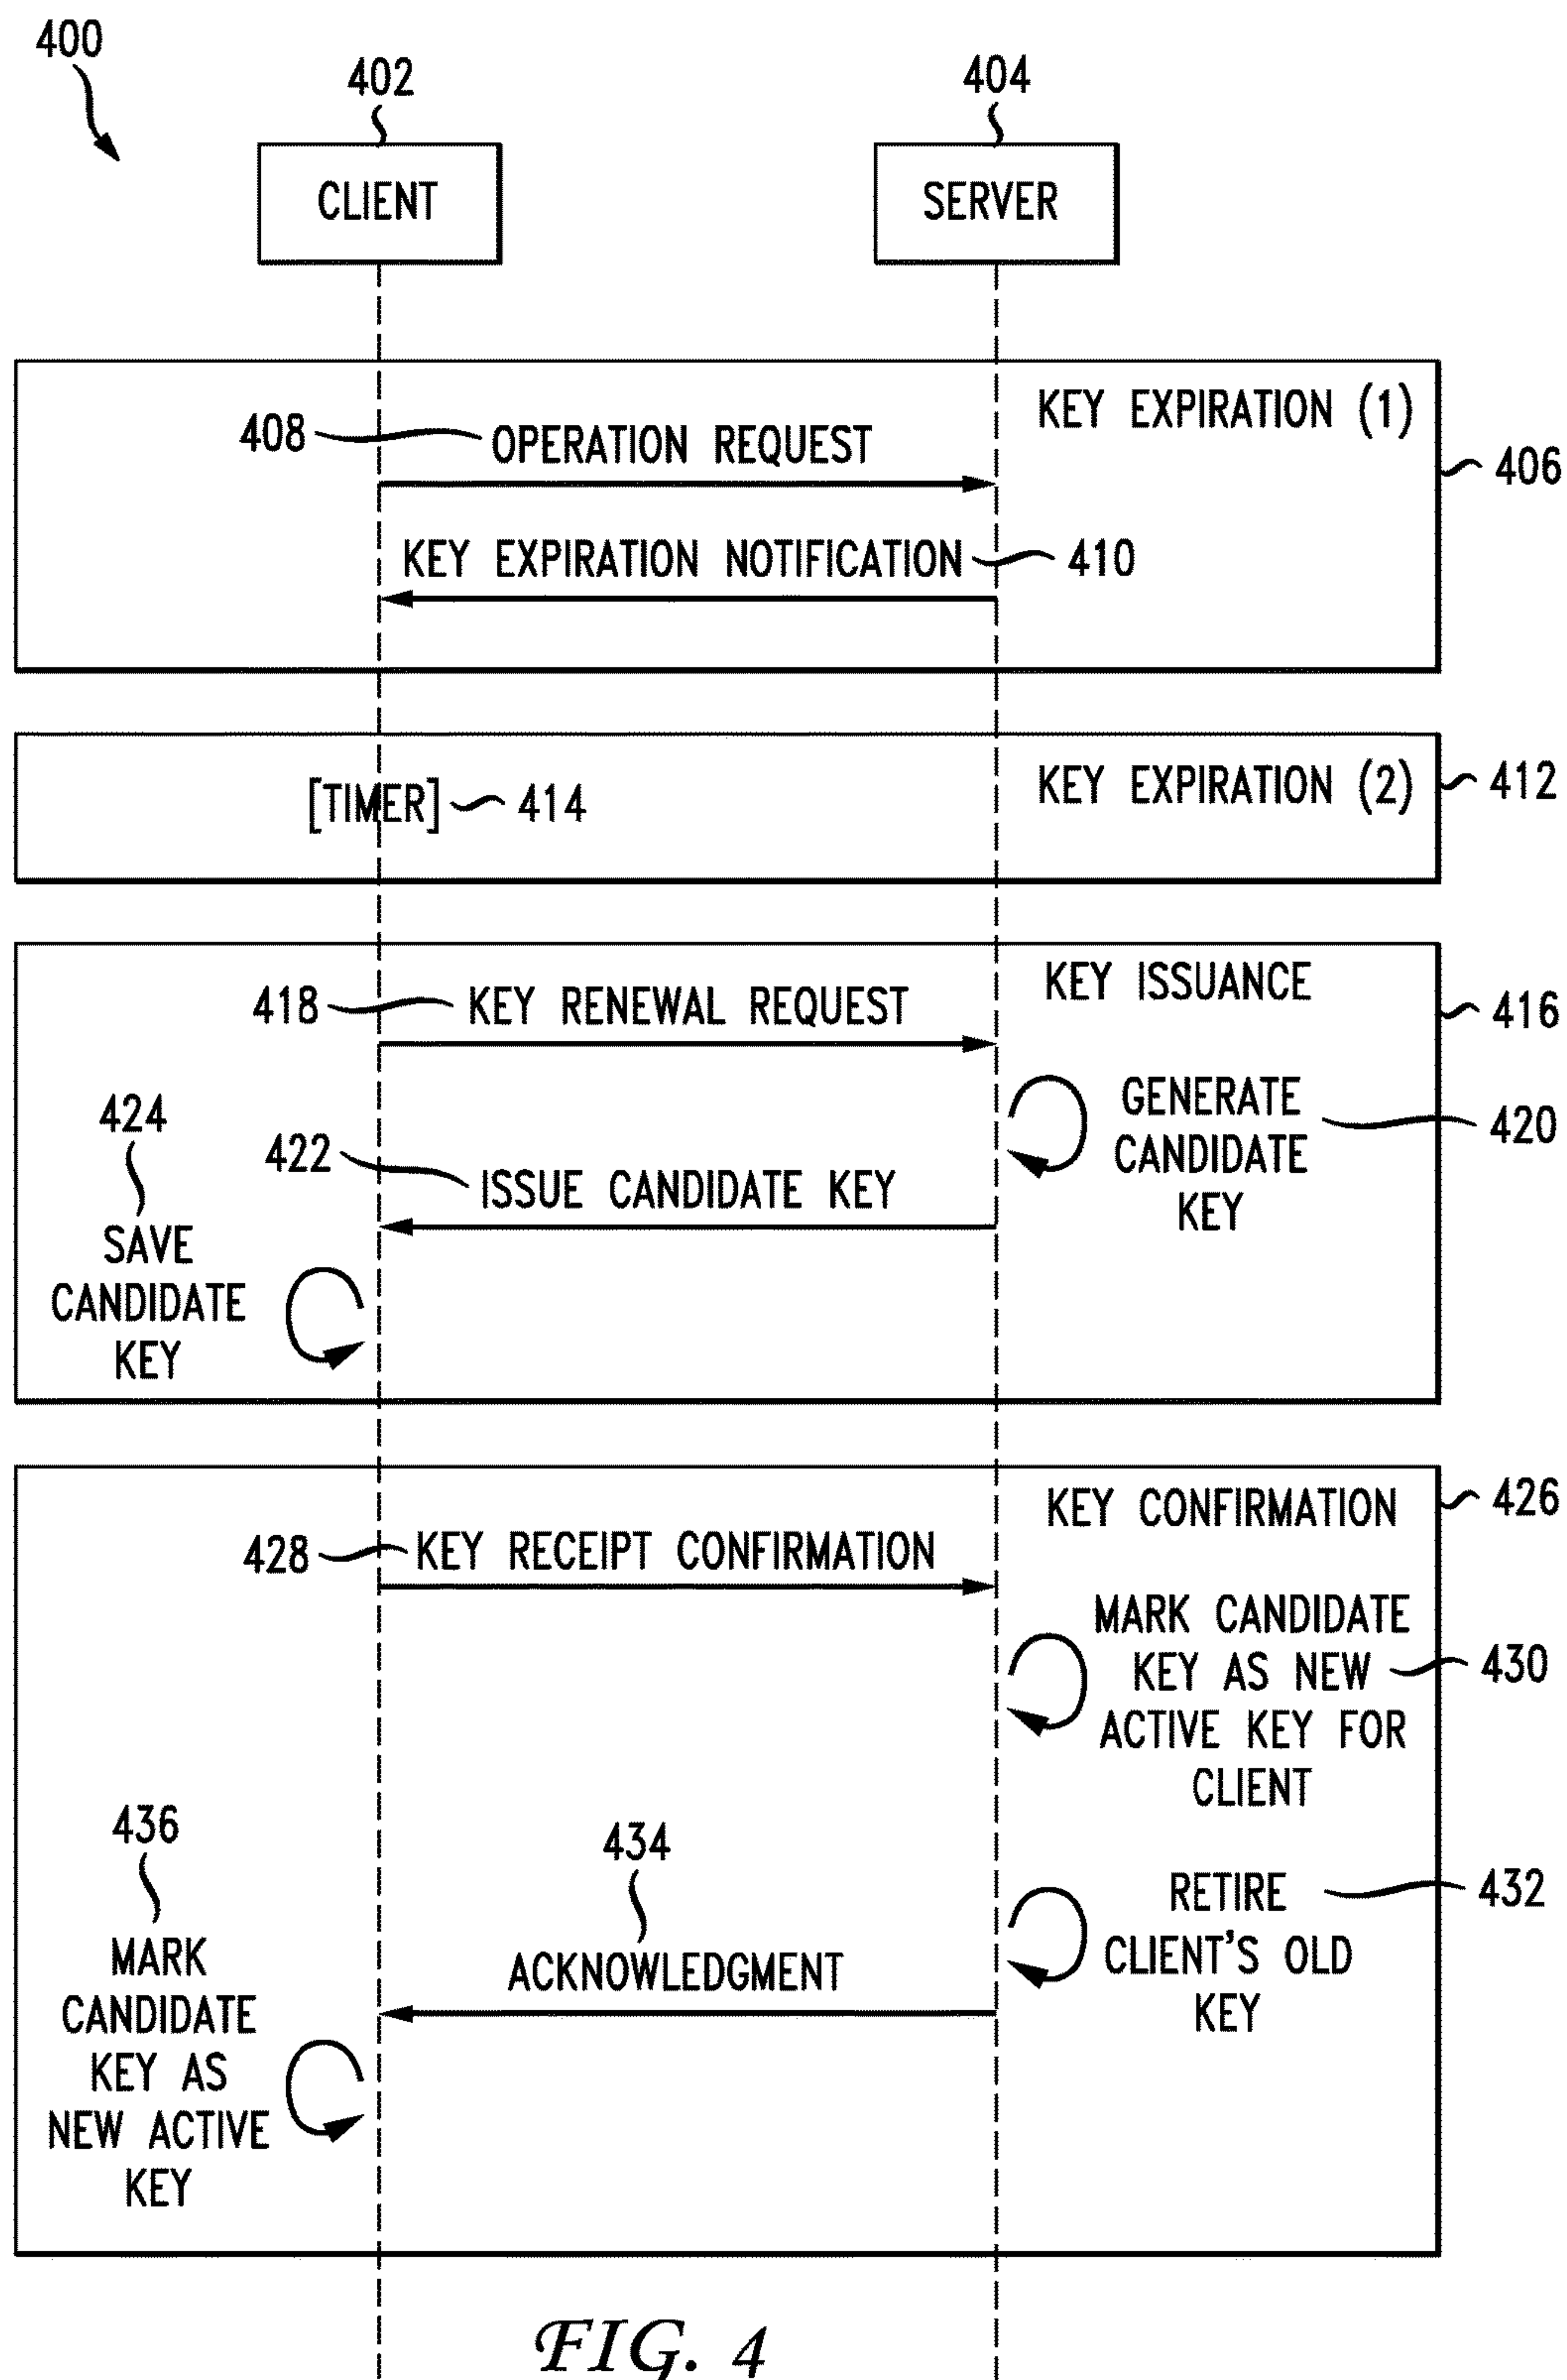 400
402
404
CLIENT
SERVER
KEY EXPIRATION (1)
408
OPERATION REQUEST
406
KEY EXPIRATION NOTIFICATION
410
KEY EXPIRATION (2)
412
[TIMER]
414
KEY ISSUANCE
418
KEY RENEWAL REQUEST
416
GENERATE
CANDIDATE
KEY
420
424
422
ISSUE CANDIDATE KEY
SAVE
CANDIDATE
KEY
KEY CONFIRMATION
426
428
KEY RECEIPT CONFIRMATION
MARK CANDIDATE
KEY AS NEW
ACTIVE KEY FOR
CLIENT
430
436
434
RETIRE
CLIENT'S OLD
KEY
432
ACKNOWLEDGMENT
MARK
CANDIDATE
KEY AS
NEW ACTIVE
KEY
FIG. 4